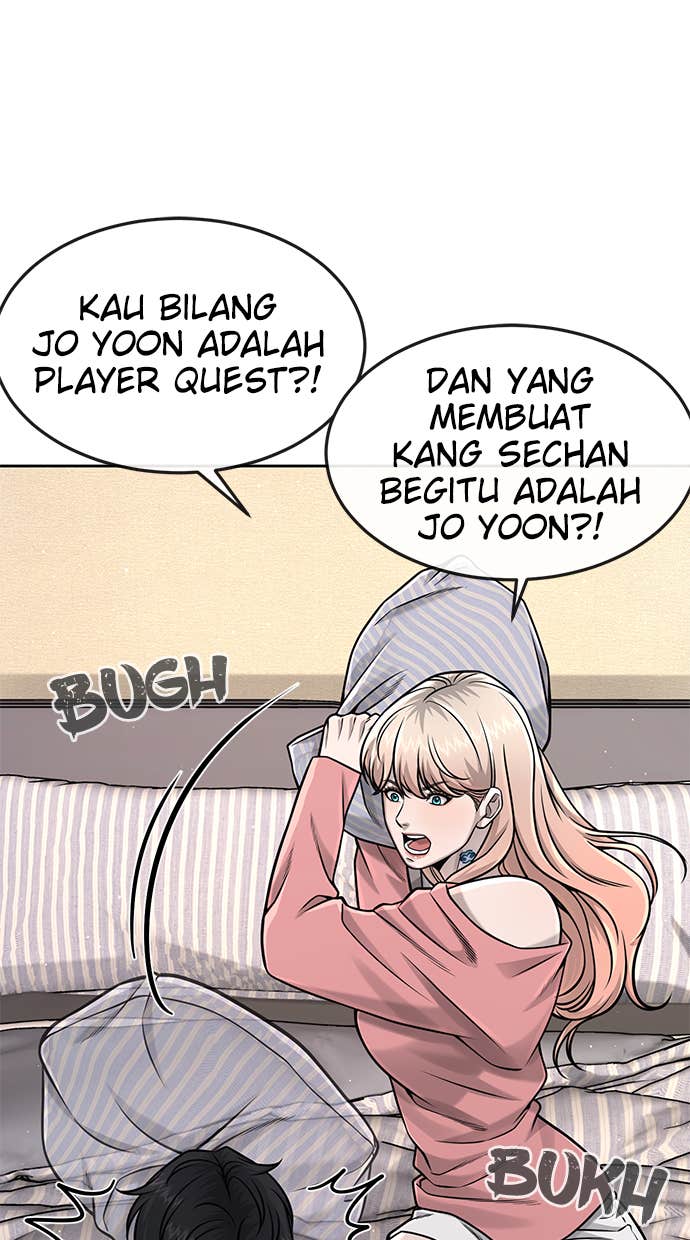 KAU BILANG
JO YOON ADALAH
PLAYER QUEST?!
DAN YANG
MEMBUAT
KANG SECHAN
BEGITU ADALAH
JO YOON?!
BUGH
BUKH